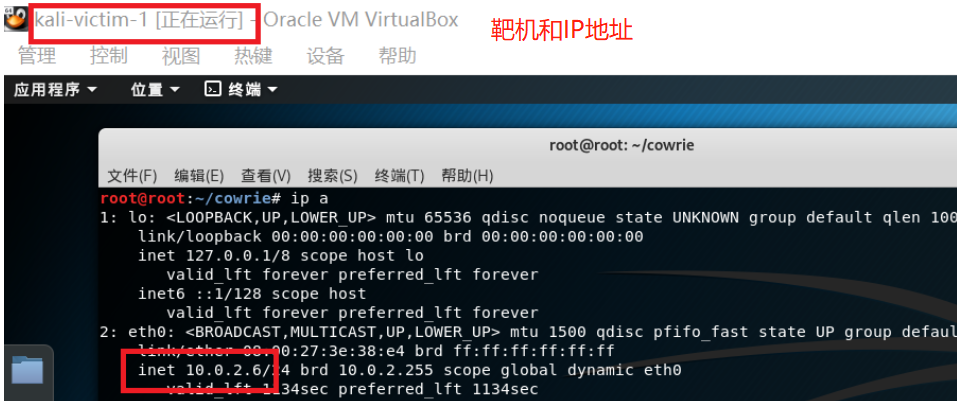 kali-victim-1 [正在运行] - Oracle VM VirtualBox
靶机和IP地址
管理 控制 视图 热键 设备 帮助
应用程序 位置 终端
root@root: ~/cowrie
文件(F) 编辑(E) 查看(V) 搜索(S) 终端(T) 帮助(H)
root@root:~/cowrie# ip a
1: lo: <LOOPBACK,UP,LOWER_UP> mtu 65536 qdisc noqueue state UNKNOWN group default qlen 100
link/loopback 00:00:00:00:00:00 brd 00:00:00:00:00:00
inet 127.0.0.1/8 scope host lo
valid_lft forever preferred_lft forever
inet6 ::1/128 scope host
valid_lft forever preferred_lft forever
2: eth0: <BROADCAST,MULTICAST,UP,LOWER_UP> mtu 1500 qdisc pfifo_fast state UP group defaul
link/ether 08:00:27:3e:38:e4 brd ff:ff:ff:ff:ff:ff
inet 10.0.2.6/24 brd 10.0.2.255 scope global dynamic eth0
valid_lft 1134sec preferred_lft 1134sec